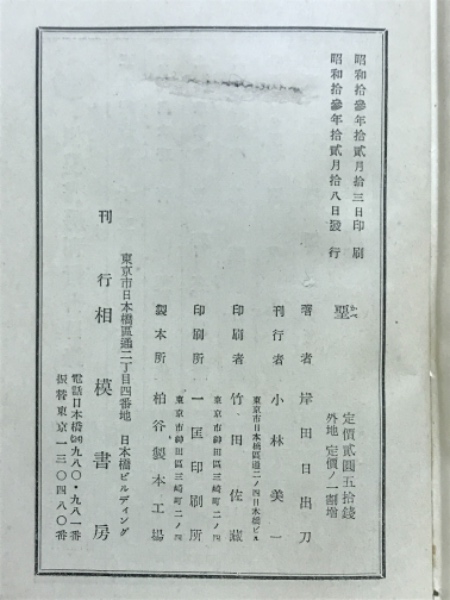 昭和拾參年拾貳月拾三日印刷
昭和拾參年拾貳月拾八日發行
定價貳圓五拾錢
外地 定價ノ一割增
著者 岸田日出刀
刊行者 小林美一
東京市日本橋區通二ノ四日本橋ビル
印刷者 竹田佐藏
東京市神田區三崎町二ノ四
印刷所 一匡印刷所
東京市神田區三崎町二ノ四
製本所 柏谷製本工場
東京市日本橋區通二丁目四番地 日本橋ビルディング
刊行 相模書房
電話日本橋九八〇・九八一番
振替東京一三〇四八〇番